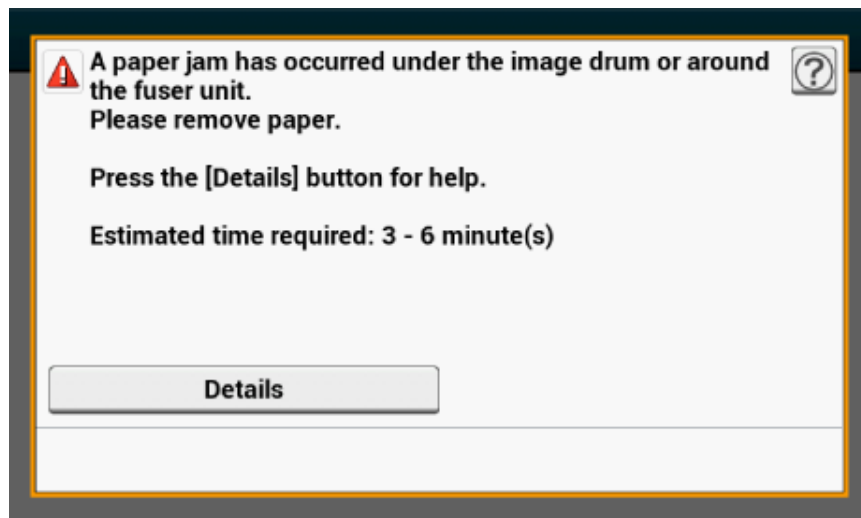 A paper jam has occurred under the image drum or around
the fuser unit.
Please remove paper.
Press the [Details] button for help.
Estimated time required: 3 - 6 minute(s)
Details